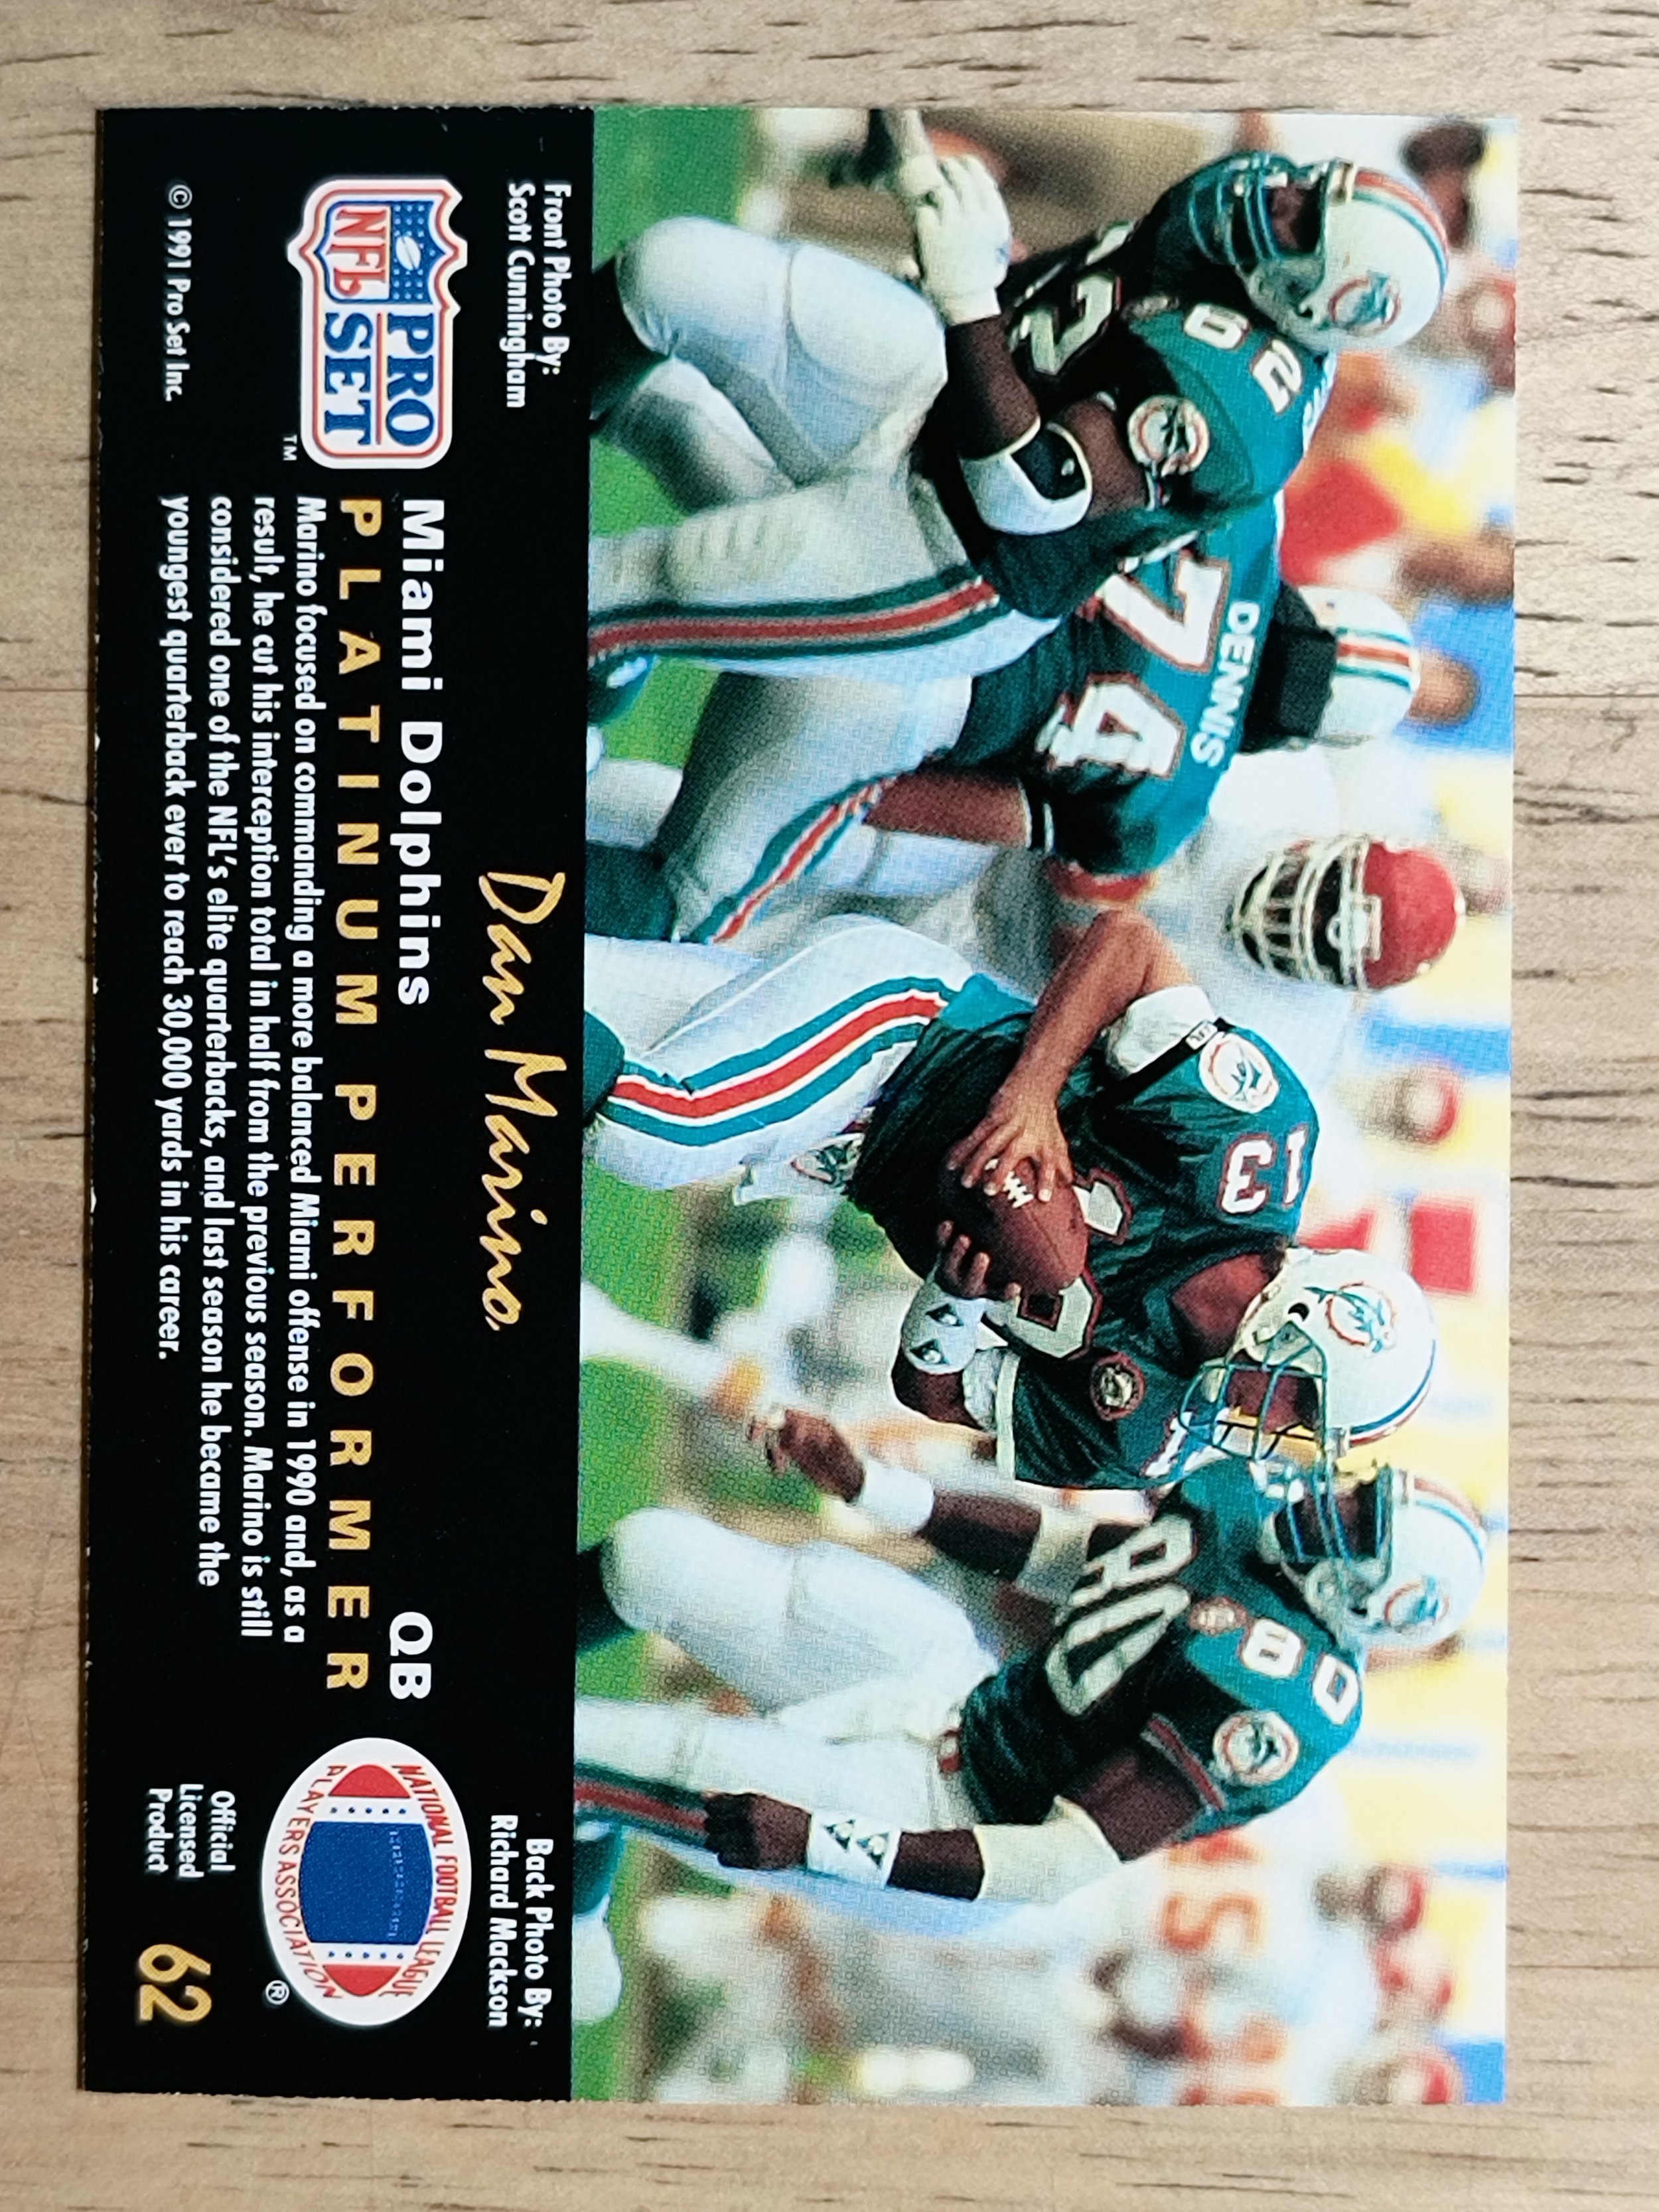 62
74
DENNIS
13
80
80
Dan Marino
Front Photo By:
Scott Cunningham
Back Photo By:
Richard Mackson
PRO
NFL SET
™
© 1991 Pro Set Inc.
Miami Dolphins QB
PLATINUM PERFORMER
Marino focused on commanding a more balanced Miami offense in 1990 and, as a
result, he cut his interception total in half from the previous season. Marino is still
considered one of the NFL's elite quarterbacks, and last season he became the
youngest quarterback ever to reach 30,000 yards in his career.
NATIONAL FOOTBALL LEAGUE
PLAYERS ASSOCIATION
®
Official
Licensed
Product
62